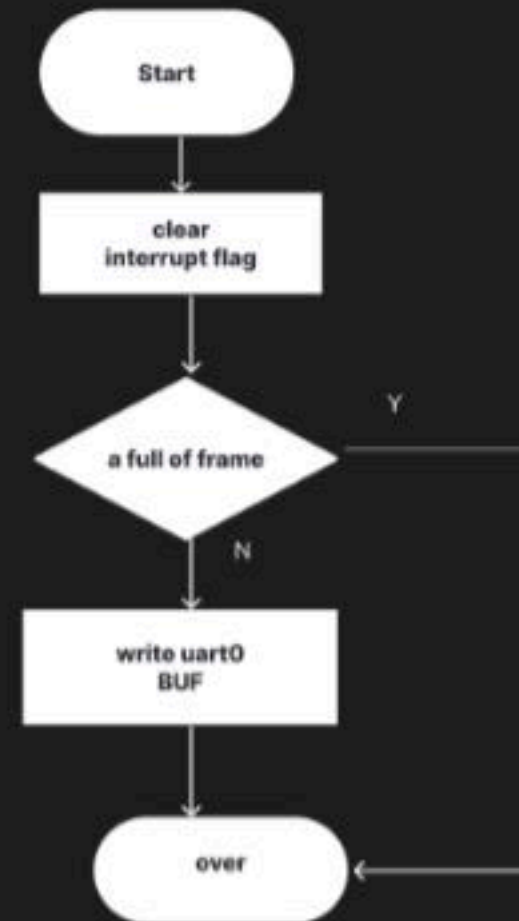 Start
clear
interrupt flag
Y
a full of frame
N
write uart0
BUF
over